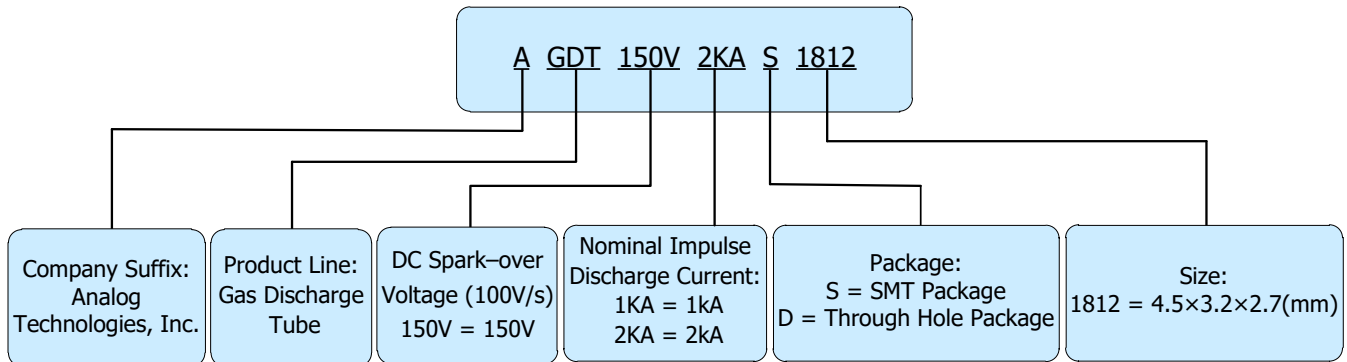 A GDT 150V 2KA S 1812
Company Suffix:
Analog
Technologies, Inc.
Product Line:
Gas Discharge
Tube
DC Spark–over
Voltage (100V/s)
150V = 150V
Nominal Impulse
Discharge Current:
1KA = 1kA
2KA = 2kA
Package:
S = SMT Package
D = Through Hole Package
Size:
1812 = 4.5×3.2×2.7(mm)